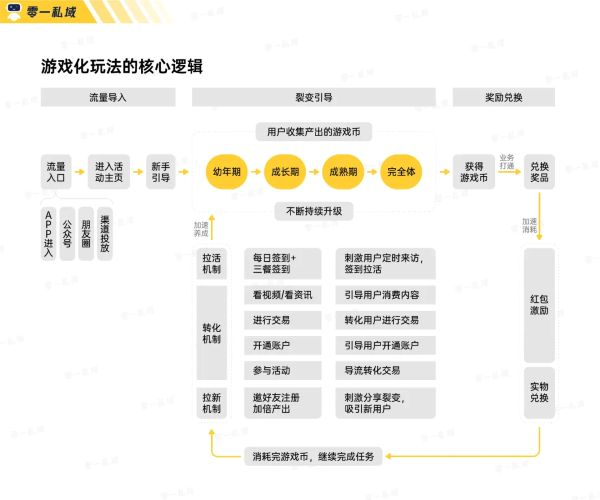 零一私域
游戏化玩法的核心逻辑
流量导入
裂变引导
奖励兑换
用户收集产出的游戏币
流量
入口
进入活
动主页
新手
引导
幼年期
成长期
成熟期
完全体
获得
游戏币
业务
打通
兑换
奖品
不断持续升级
APP进入
公众号
朋友圈
渠道投放
加速
养成
加速
消耗
拉活
机制
每日签到+
三餐签到
刺激用户定时来访，
签到拉活
转化
机制
看视频/看资讯
引导用户消费内容
进行交易
转化用户进行交易
开通账户
引导用户开通账户
参与活动
导流转化交易
拉新
机制
邀好友注册
加倍产出
刺激分享裂变，
吸引新用户
红包
激励
实物
兑换
消耗完游戏币，继续完成任务